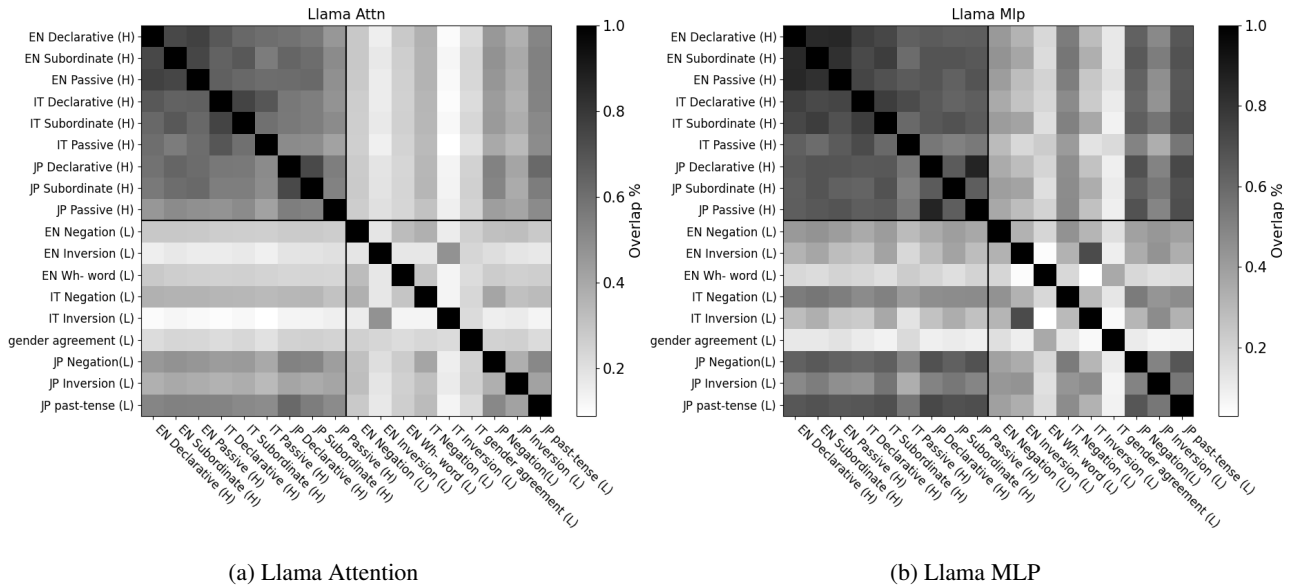 Llama Attn
EN Declarative (H)
EN Subordinate (H)
EN Passive (H)
IT Declarative (H)
IT Subordinate (H)
IT Passive (H)
JP Declarative (H)
JP Subordinate (H)
JP Passive (H)
EN Negation (L)
EN Inversion (L)
EN Wh- word (L)
IT Negation (L)
IT Inversion (L)
gender agreement (L)
JP Negation(L)
JP Inversion (L)
JP past-tense (L)
EN Declarative (H)
EN Subordinate (H)
EN Passive (H)
IT Declarative (H)
IT Subordinate (H)
IT Passive (H)
JP Declarative (H)
JP Subordinate (H)
JP Passive (H)
EN Negation (L)
EN Inversion (L)
EN Wh- word (L)
IT Negation (L)
IT Inversion (L)
IT gender agreement (L)
JP Negation(L)
JP Inversion (L)
JP past-tense (L)
1.0
0.8
0.6
0.4
0.2
Overlap %
(a) Llama Attention
Llama Mlp
EN Declarative (H)
EN Subordinate (H)
EN Passive (H)
IT Declarative (H)
IT Subordinate (H)
IT Passive (H)
JP Declarative (H)
JP Subordinate (H)
JP Passive (H)
EN Negation (L)
EN Inversion (L)
EN Wh- word (L)
IT Negation (L)
IT Inversion (L)
gender agreement (L)
JP Negation(L)
JP Inversion (L)
JP past-tense (L)
EN Declarative (H)
EN Subordinate (H)
EN Passive (H)
IT Declarative (H)
IT Subordinate (H)
IT Passive (H)
JP Declarative (H)
JP Subordinate (H)
JP Passive (H)
EN Negation (L)
EN Inversion (L)
EN Wh- word (L)
IT Negation (L)
IT Inversion (L)
IT gender agreement (L)
JP Negation(L)
JP Inversion (L)
JP past-tense (L)
1.0
0.8
0.6
0.4
0.2
Overlap %
(b) Llama MLP